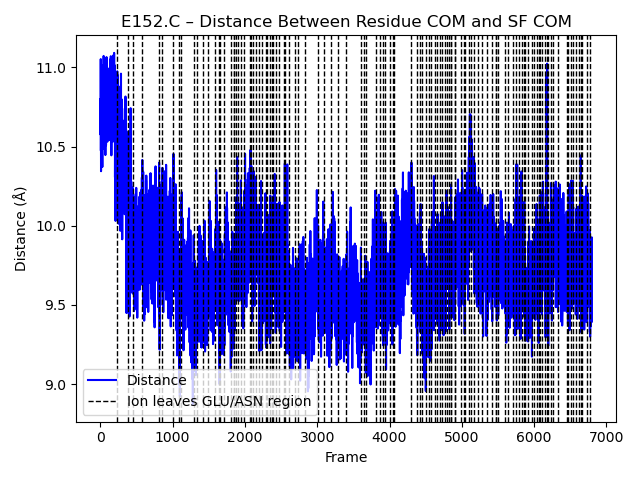 E152.C – Distance Between Residue COM and SF COM
Distance (Å)
11.0
10.5
10.0
9.5
9.0
Distance
Ion leaves GLU/ASN region
0 1000 2000 3000 4000 5000 6000 7000
Frame